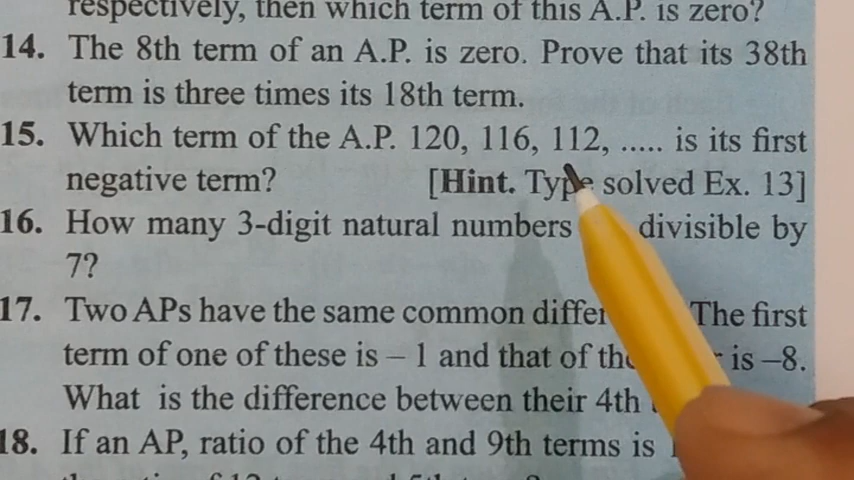 respectively, then which term of this A.P. is zero?
14. The 8th term of an A.P. is zero. Prove that its 38th
term is three times its 18th term.
15. Which term of the A.P. 120, 116, 112, ..... is its first
negative term? [Hint. Type solved Ex. 13]
16. How many 3-digit natural numbers divisible by
7?
17. Two APs have the same common The first
term of one of these is – 1 and that of is –8.
What is the difference between their 4th
18. If an AP, ratio of the 4th and 9th terms is